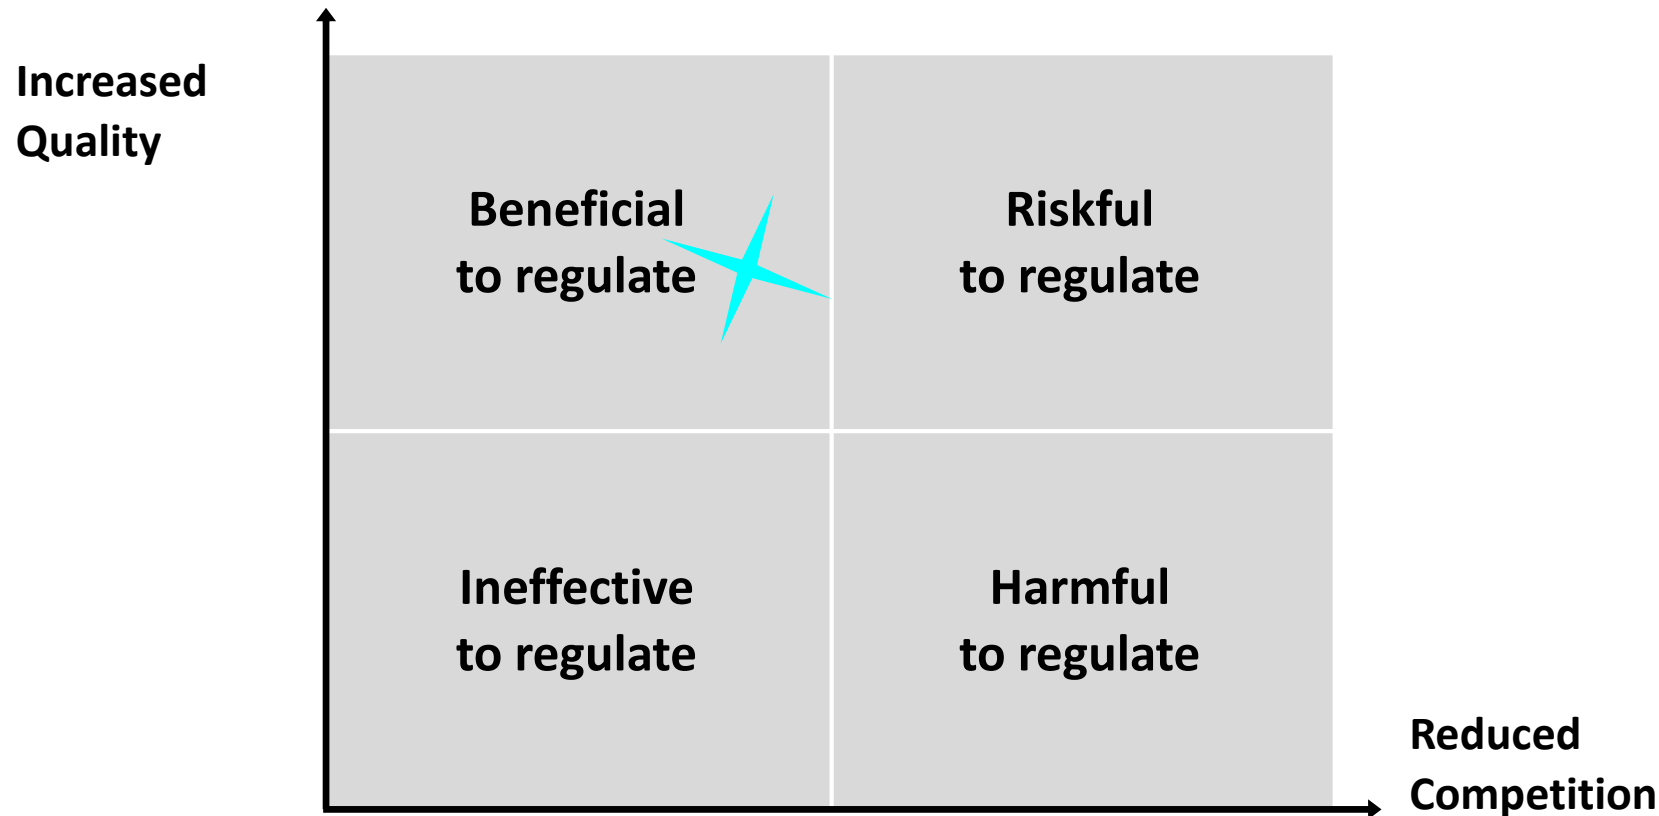 Increased
Quality
Beneficial
to regulate
Riskful
to regulate
Ineffective
to regulate
Harmful
to regulate
Reduced
Competition